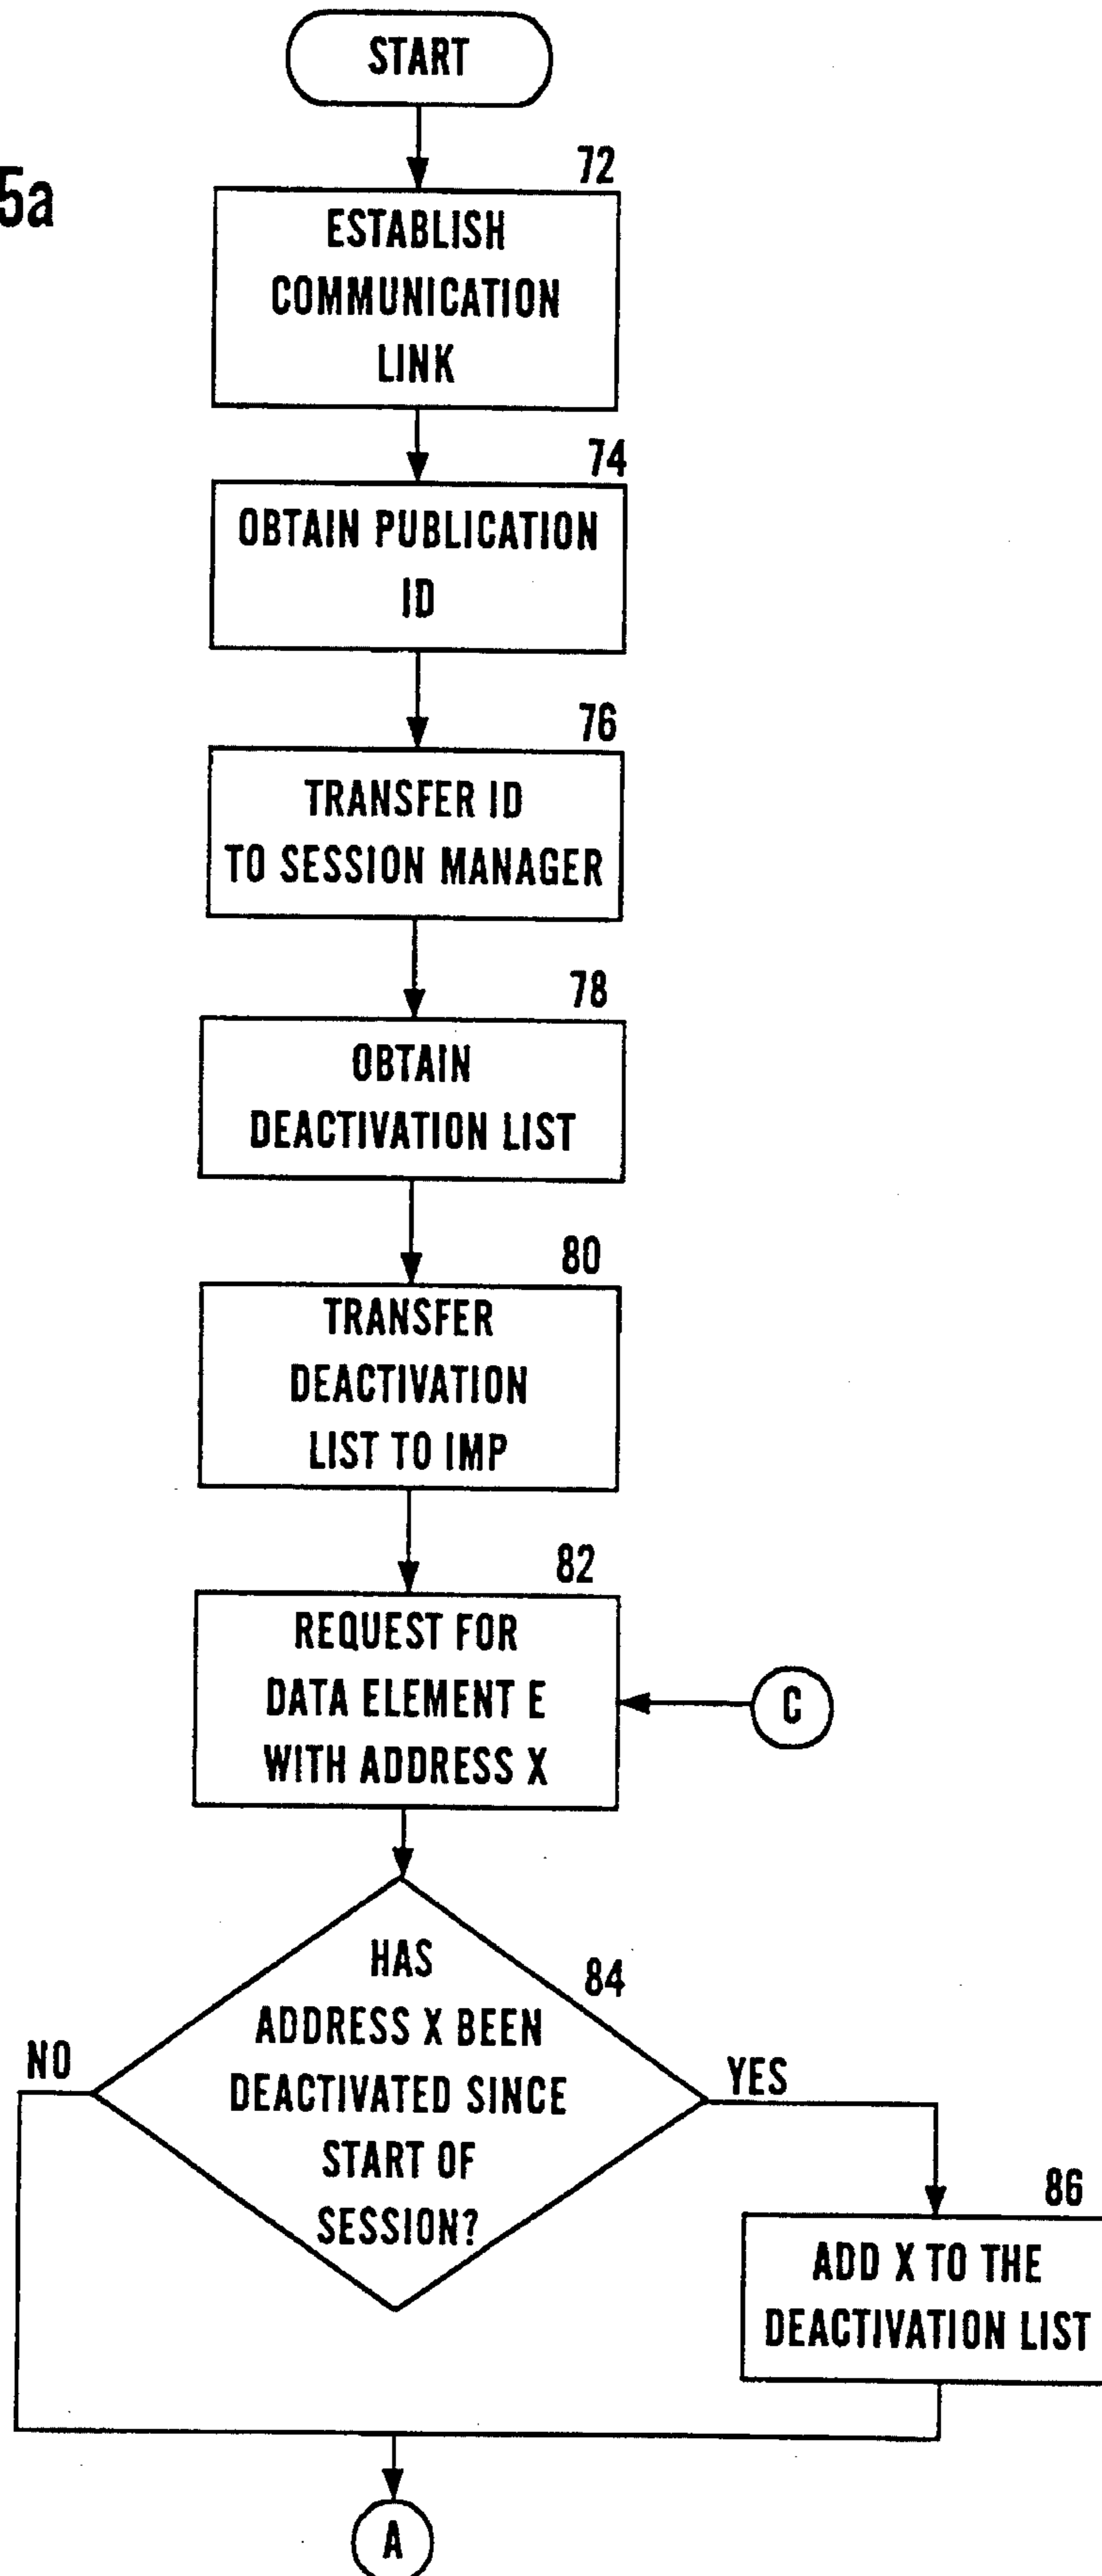 START
5a
72
ESTABLISH
COMMUNICATION
LINK
74
OBTAIN PUBLICATION
ID
76
TRANSFER ID
TO SESSION MANAGER
78
OBTAIN
DEACTIVATION LIST
80
TRANSFER
DEACTIVATION
LIST TO IMP
82
REQUEST FOR
DATA ELEMENT E
WITH ADDRESS X
C
84
HAS
ADDRESS X BEEN
DEACTIVATED SINCE
START OF
SESSION?
NO
YES
86
ADD X TO THE
DEACTIVATION LIST
A